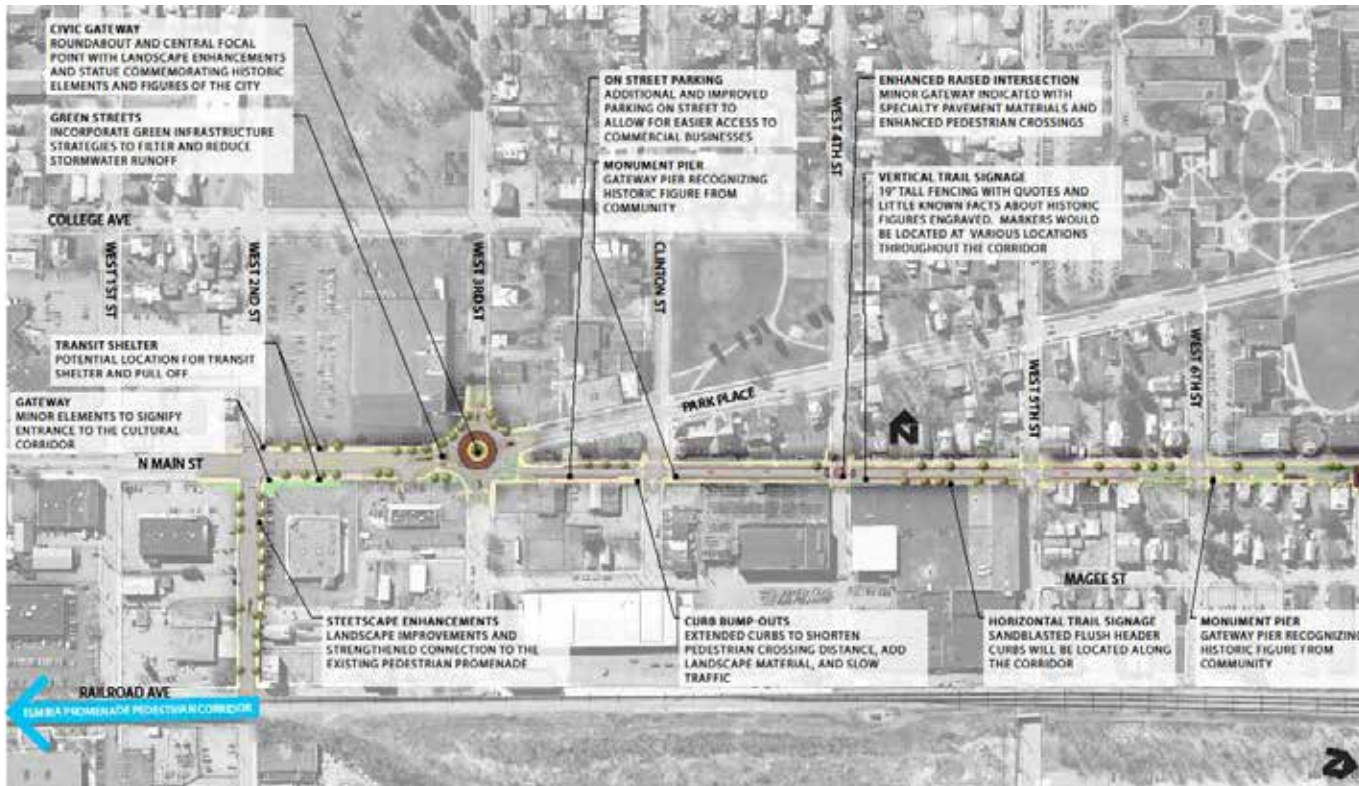 CIVIC GATEWAY
ROUNDABOUT AND CENTRAL FOCAL
POINT WITH LANDSCAPE ENHANCEMENTS
AND STATUE COMMEMORATING HISTORIC
ELEMENTS AND FIGURES OF THE CITY
GREEN STREETS
INCORPORATE GREEN INFRASTRUCTURE
STRATEGIES TO FILTER AND REDUCE
STORMWATER RUNOFF
ON STREET PARKING
ADDITIONAL AND IMPROVED
PARKING ON STREET TO
ALLOW FOR EASIER ACCESS TO
COMMERCIAL BUSINESSES
MONUMENT PIER
GATEWAY PIER RECOGNIZING
HISTORIC FIGURE FROM
COMMUNITY
ENHANCED RAISED INTERSECTION
MINOR GATEWAY INDICATED WITH
SPECIALTY PAVEMENT MATERIALS AND
ENHANCED PEDESTRIAN CROSSINGS
VERTICAL TRAIL SIGNAGE
19" TALL FENCING WITH QUOTES AND
LITTLE KNOWN FACTS ABOUT HISTORIC
FIGURES ENGRAVED. MARKERS WOULD
BE LOCATED AT VARIOUS LOCATIONS
THROUGHOUT THE CORRIDOR
COLLEGE AVE
WEST 1ST ST
WEST 2ND ST
WEST 3RD ST
CLINTON ST
WEST 4TH ST
WEST 5TH ST
WEST 6TH ST
TRANSIT SHELTER
POTENTIAL LOCATION FOR TRANSIT
SHELTER AND PULL OFF
GATEWAY
MINOR ELEMENTS TO SIGNIFY
ENTRANCE TO THE CULTURAL
CORRIDOR
PARK PLACE
N
N MAIN ST
MAGEE ST
STEETSCAPE ENHANCEMENTS
LANDSCAPE IMPROVEMENTS AND
STRENGTHENED CONNECTION TO THE
EXISTING PEDESTRIAN PROMENADE
CURB BUMP-OUTS
EXTENDED CURBS TO SHORTEN
PEDESTRIAN CROSSING DISTANCE, ADD
LANDSCAPE MATERIAL, AND SLOW
TRAFFIC
HORIZONTAL TRAIL SIGNAGE
SANDBLASTED FLUSH HEADER
CURBS WILL BE LOCATED ALONG
THE CORRIDOR
MONUMENT PIER
GATEWAY PIER RECOGNIZING
HISTORIC FIGURE FROM
COMMUNITY
RAILROAD AVE
ELMIRA PROMENADE PEDESTRIAN CORRIDOR
N